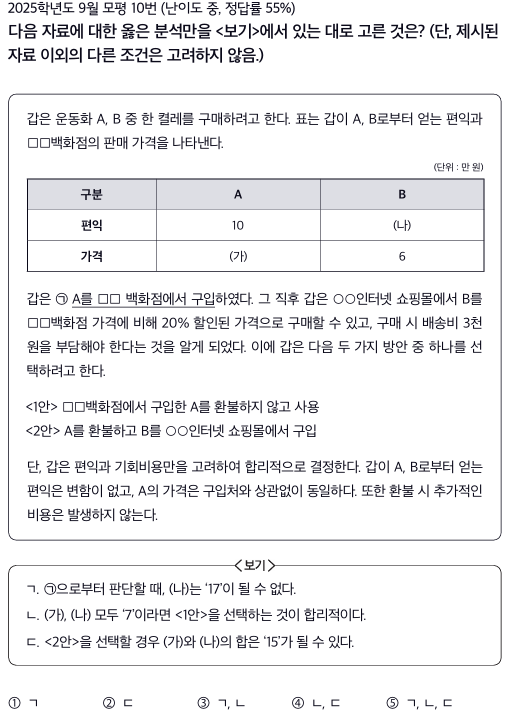 2025학년도 9월 모평 10번 (난이도 중, 정답률 55%)
다음 자료에 대한 옳은 분석만을 <보기>에서 있는 대로 고른 것은? (단, 제시된
자료 이외의 다른 조건은 고려하지 않음.)
갑은 운동화 A, B 중 한 켤레를 구매하려고 한다. 표는 갑이 A, B로부터 얻는 편익과
□□백화점의 판매 가격을 나타낸다.
(단위 : 만 원)
구분 A B
편익 10 (나)
가격 (가) 6
갑은 ㉠ A를 □□ 백화점에서 구입하였다. 그 직후 갑은 ○○인터넷 쇼핑몰에서 B를
□□백화점 가격에 비해 20% 할인된 가격으로 구매할 수 있고, 구매 시 배송비 3천
원을 부담해야 한다는 것을 알게 되었다. 이에 갑은 다음 두 가지 방안 중 하나를 선
택하려고 한다.
<1안> □□백화점에서 구입한 A를 환불하지 않고 사용
<2안> A를 환불하고 B를 ○○인터넷 쇼핑몰에서 구입
단, 갑은 편익과 기회비용만을 고려하여 합리적으로 결정한다. 갑이 A, B로부터 얻는
편익은 변함이 없고, A의 가격은 구입처와 상관없이 동일하다. 또한 환불 시 추가적인
비용은 발생하지 않는다.
<보기>
ㄱ. ㉠으로부터 판단할 때, (나)는 ‘17’이 될 수 없다.
ㄴ. (가), (나) 모두 ‘7’이라면 <1안>을 선택하는 것이 합리적이다.
ㄷ. <2안>을 선택할 경우 (가)와 (나)의 합은 ‘15’가 될 수 있다.
① ㄱ ② ㄷ ③ ㄱ, ㄴ ④ ㄴ, ㄷ ⑤ ㄱ, ㄴ, ㄷ